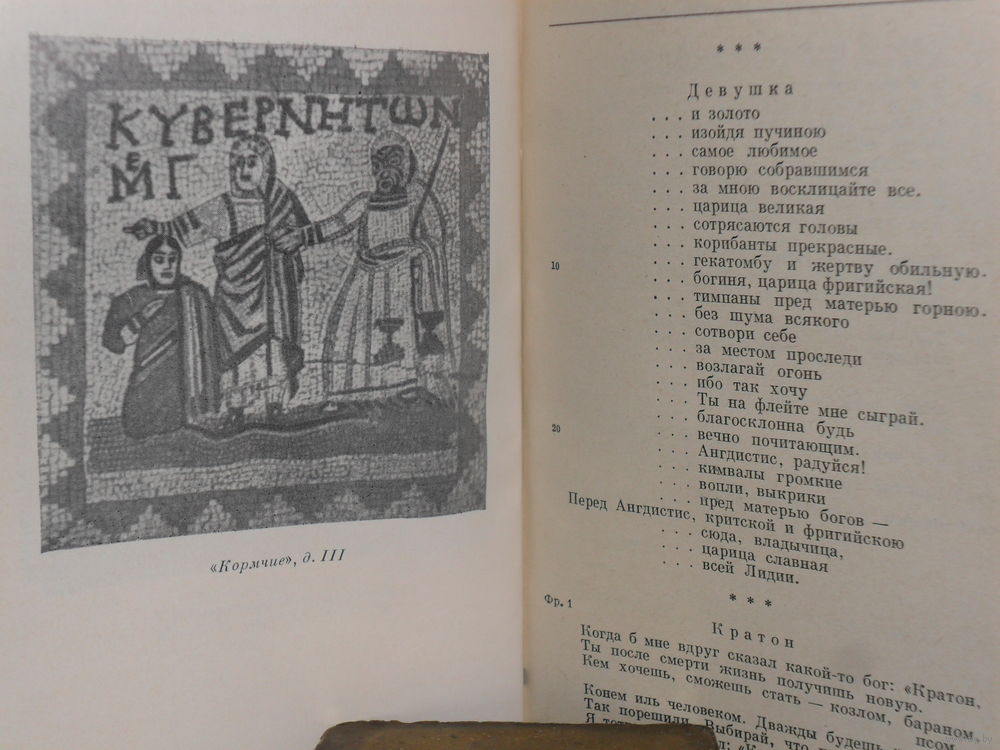 ΚΥΒΕΡΝΗΤΩΝ
ΜΕ Γ
«Кормчие», д. III
* * *
Девушка
. . . и золото
. . . изойдя пучиною
. . . самое любимое
. . . говорю собравшимся
. . . за мною восклицайте все.
. . . царица великая
. . . сотрясаются головы
. . . корибанты прекрасные.
10 . . . гекатомбу и жертву обильную.
. . . богиня, царица фригийская!
. . . тимпаны пред матерью горною.
. . . без шума всякого
. . . сотвори себе
. . . за местом проследи
. . . возлагай огонь
. . . ибо так хочу
. . . Ты на флейте мне сыграй.
. . . благосклонна будь
20 . . . вечно почитающим.
. . . Ангдистис, радуйся!
. . . кимвалы громкие
. . . вопли, выкрики
. . . пред матерью богов —
Перед Ангдистис, критской и фригийскою
. . . сюда, владычица,
. . . царица славная
. . . всей Лидии.
* * *
Фр. 1
Кратон
Когда б мне вдруг сказал какой-то бог: «Кратон,
Ты после смерти жизнь получишь новую.
Кем хочешь, сможешь стать — козлом, бараном,
псом,
Конем иль человеком. Дважды будешь
Так порешили. Выбирай, что
Я